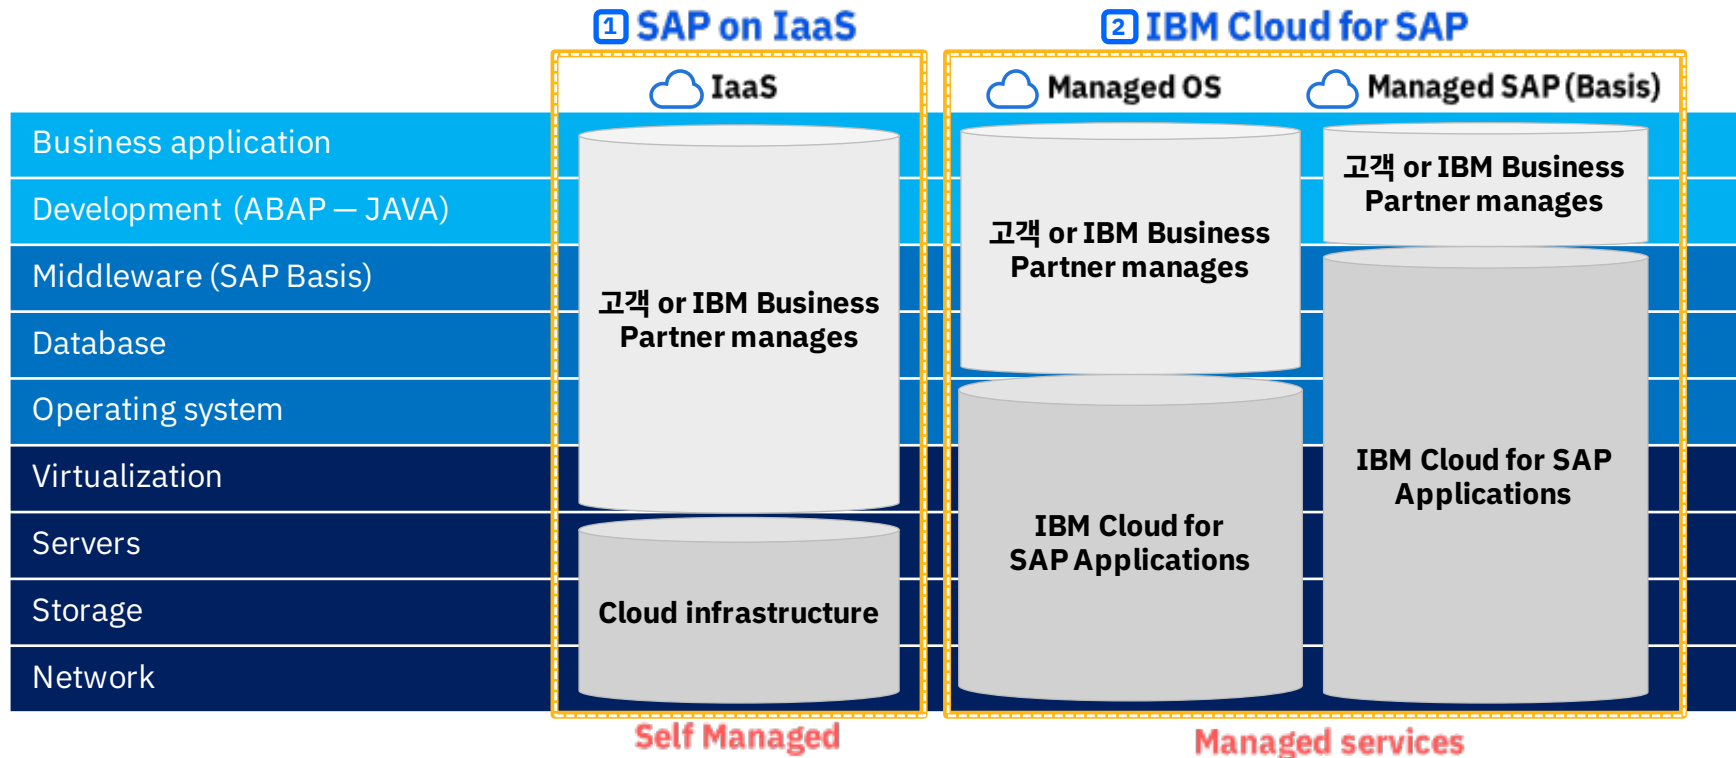 1 SAP on IaaS
2 IBM Cloud for SAP
IaaS
Managed OS
Managed SAP (Basis)
Business application
Development (ABAP — JAVA)
Middleware (SAP Basis)
Database
Operating system
Virtualization
Servers
Storage
Network
고객 or IBM Business
Partner manages
Cloud infrastructure
고객 or IBM Business
Partner manages
IBM Cloud for
SAP Applications
고객 or IBM Business
Partner manages
IBM Cloud for SAP
Applications
Self Managed
Managed services